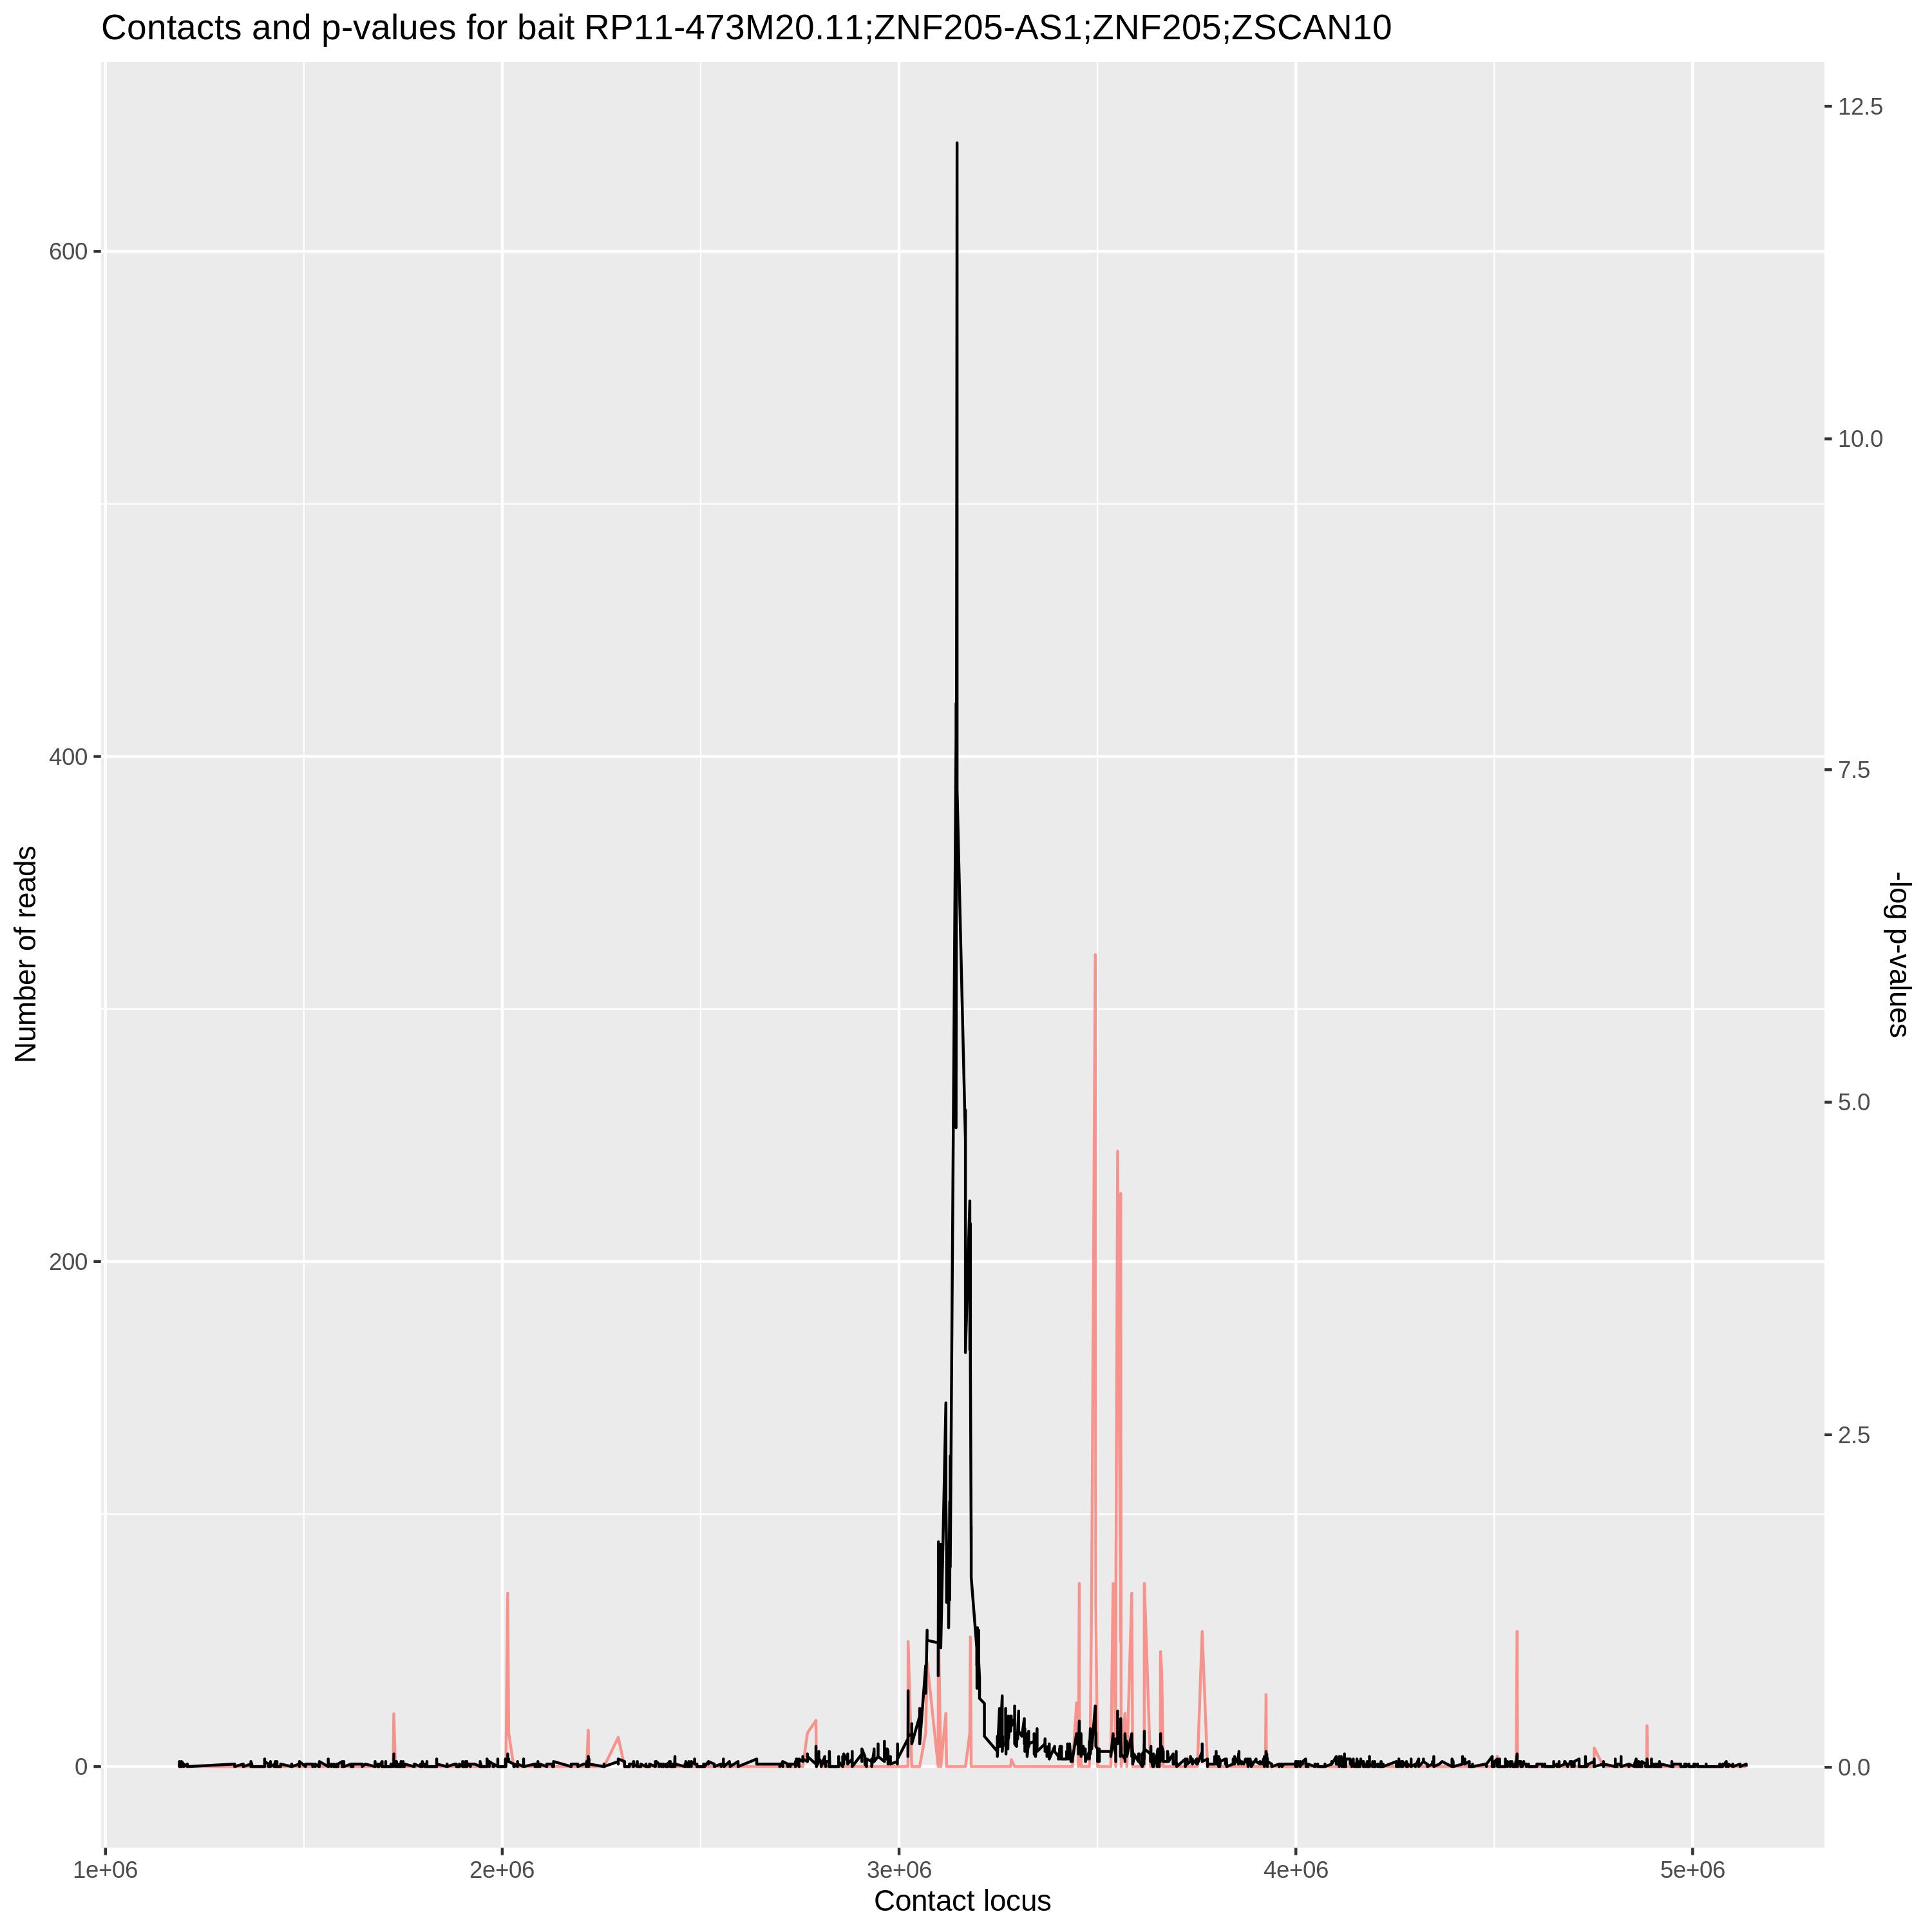 Contacts and p-values for bait RP11-473M20.11;ZNF205-AS1;ZNF205;ZSCAN10
Number of reads
600
400
200
0
12.5
10.0
7.5
5.0
2.5
0.0
-log p-values
1e+06
2e+06
3e+06
4e+06
5e+06
Contact locus